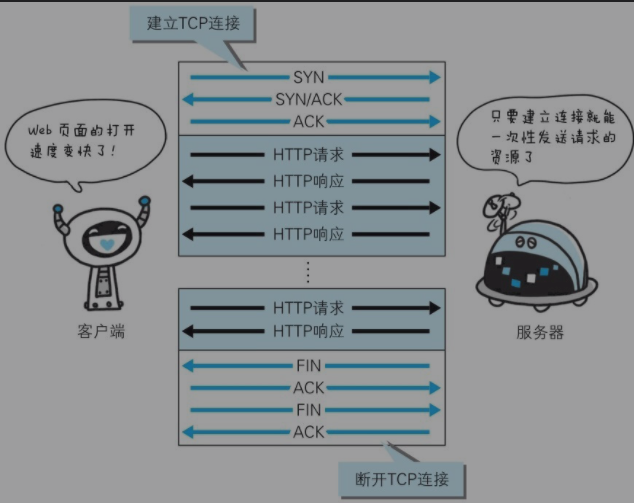 建立TCP连接
SYN
SYN/ACK
ACK
Web 页面的打开
速度变快了!
只要建立连接就能
一次性发送请求的
资源了
HTTP请求
HTTP响应
HTTP请求
HTTP响应
HTTP请求
HTTP响应
客户端
服务器
FIN
ACK
FIN
ACK
断开TCP连接